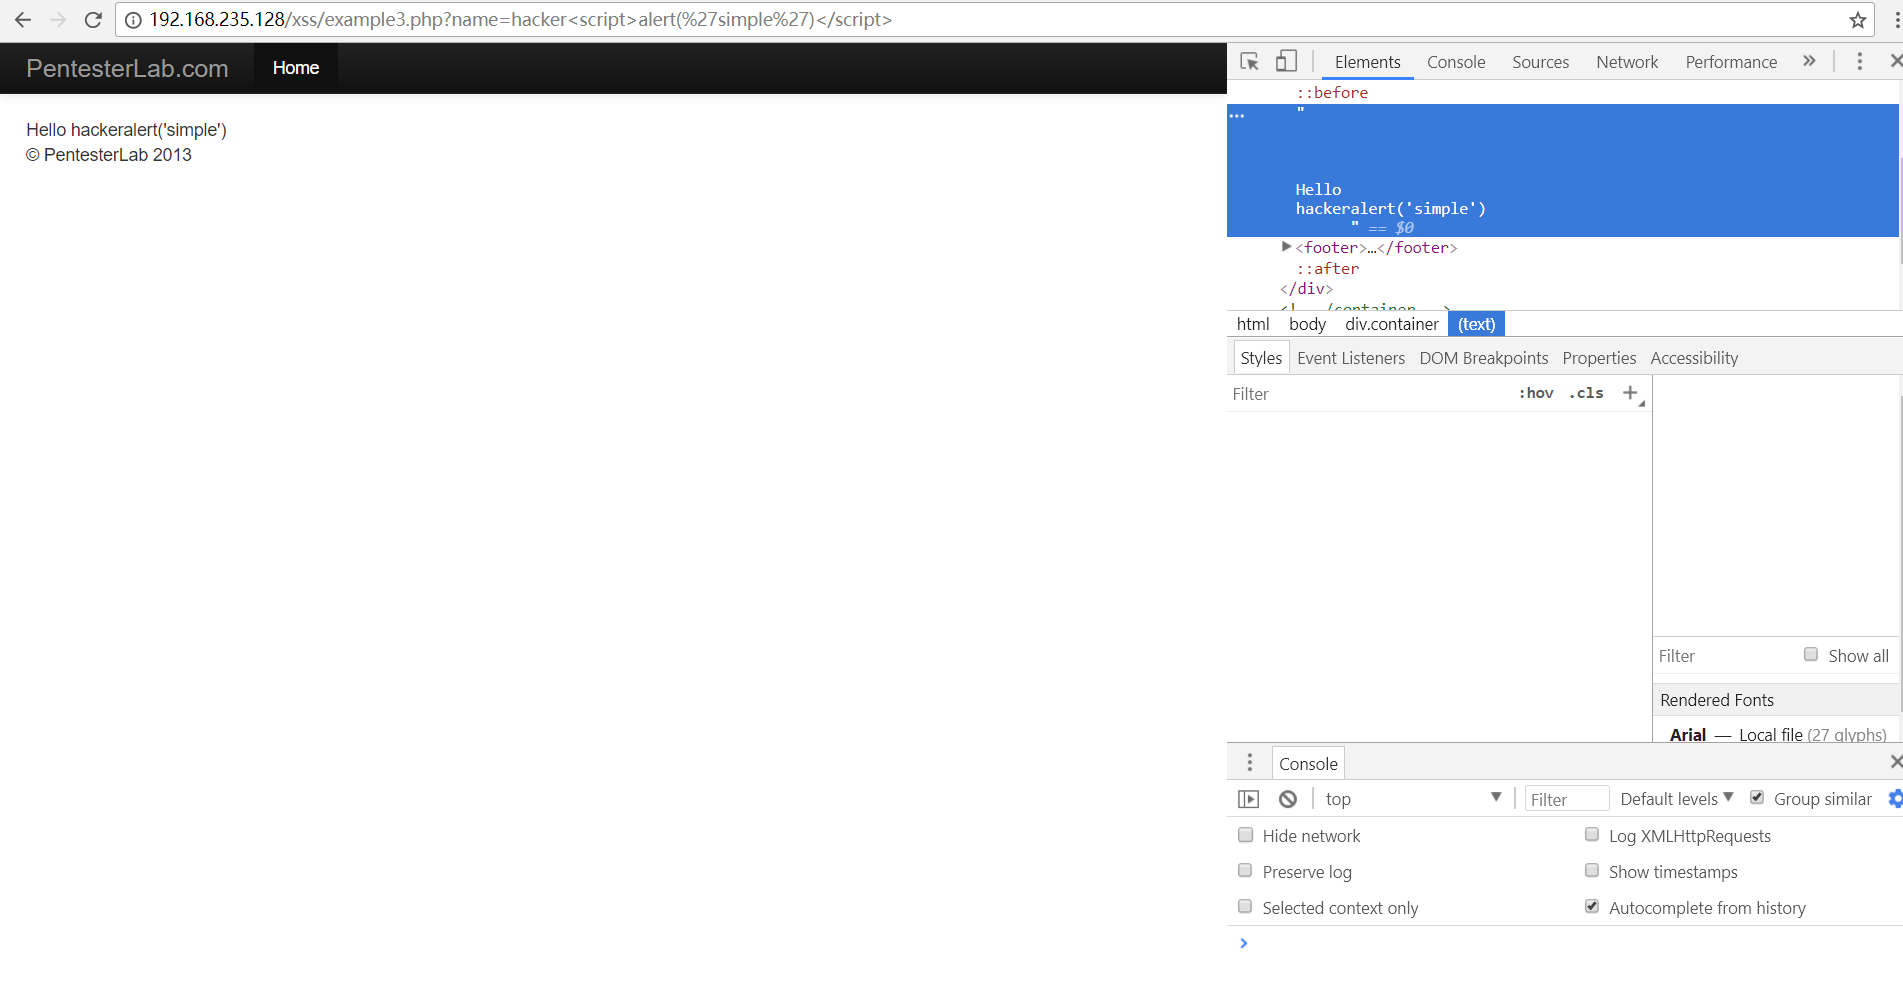 192.168.235.128/xss/example3.php?name=hacker<script>alert(%27simple%27)</script>
PentesterLab.com Home
Hello hackeralert('simple')
© PentesterLab 2013
Elements Console Sources Network Performance »
::before
"
Hello
hackeralert('simple')
" == $0
<footer>…</footer>
::after
</div>
<!-- /container -->
html body div.container (text)
Styles Event Listeners DOM Breakpoints Properties Accessibility
Filter :hov .cls +
Filter Show all
Rendered Fonts
Arial — Local file (27 glyphs)
Console
top Filter Default levels Group similar
Hide network Log XMLHttpRequests
Preserve log Show timestamps
Selected context only Autocomplete from history
>